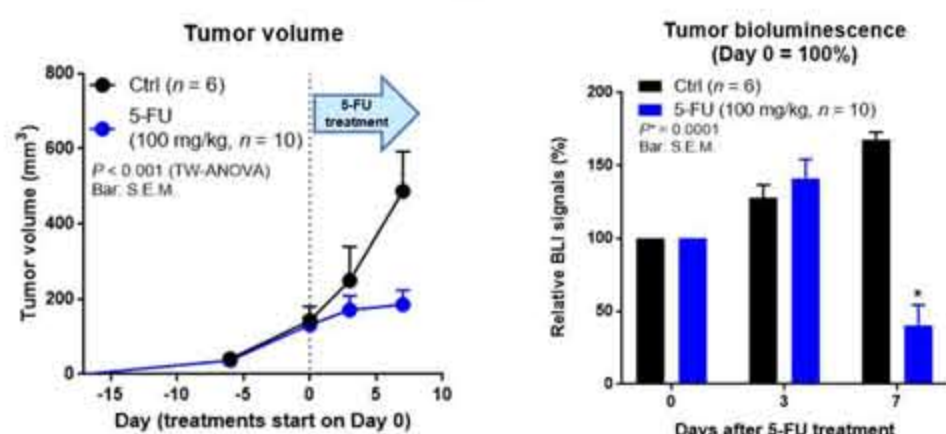 Tumor volume
800
600
400
200
0
Tumor volume (mm³)
Ctrl (n = 6)
5-FU
(100 mg/kg, n = 10)
P < 0.001 (TW-ANOVA)
Bar: S.E.M.
5-FU
treatment
-15 -10 -5 0 5 10
Day (treatments start on Day 0)
Tumor bioluminescence
(Day 0 = 100%)
200
150
100
50
0
Relative BLI signals (%)
Ctrl (n = 6)
5-FU (100 mg/kg, n = 10)
P* = 0.0001
Bar: S.E.M.
*
0 3 7
Days after 5-FU treatment